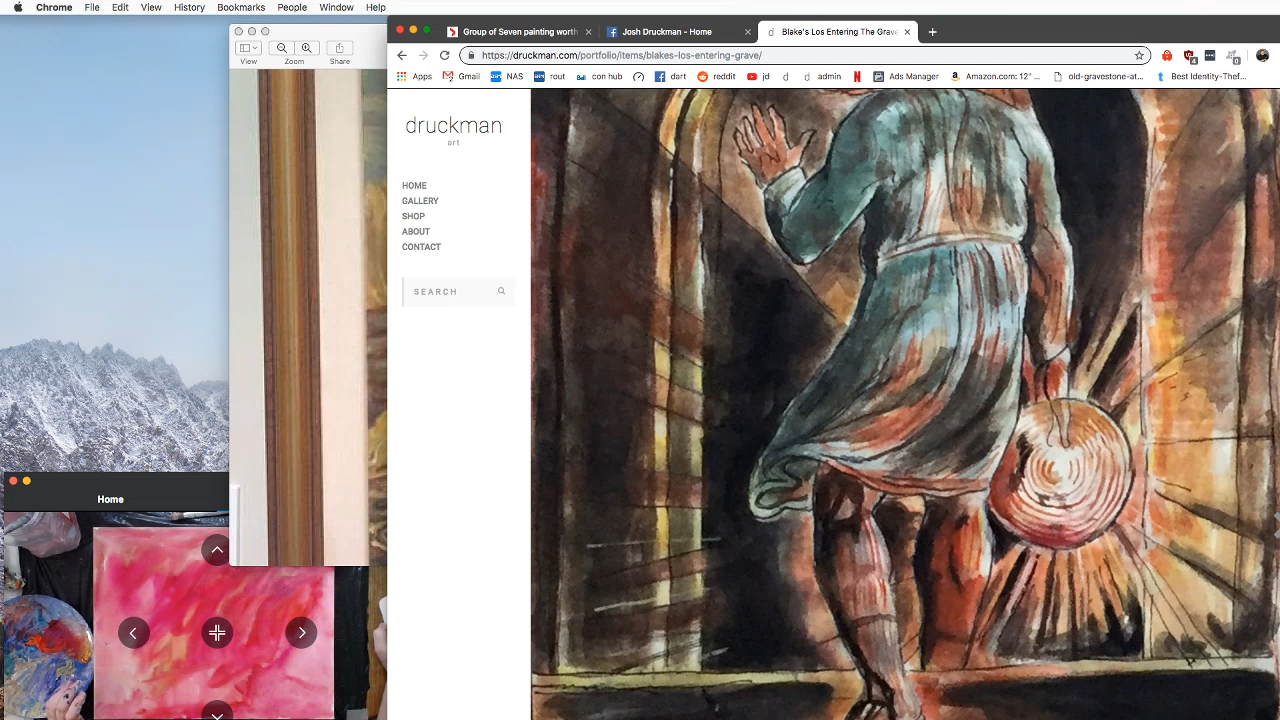 Chrome File Edit View History Bookmarks People Window Help
Group of Seven painting worth
Josh Druckman - Home
Blake's Los Entering The Grave
View Zoom Share
https://druckman.com/portfolio/items/blakes-los-entering-grave/
Apps Gmail NAS rout con hub dart reddit jd admin Ads Manager Amazon.com: 12" ... old-gravestone-at... Best Identity-Thef...
druckman
art
HOME
GALLERY
SHOP
ABOUT
CONTACT
SEARCH
Home